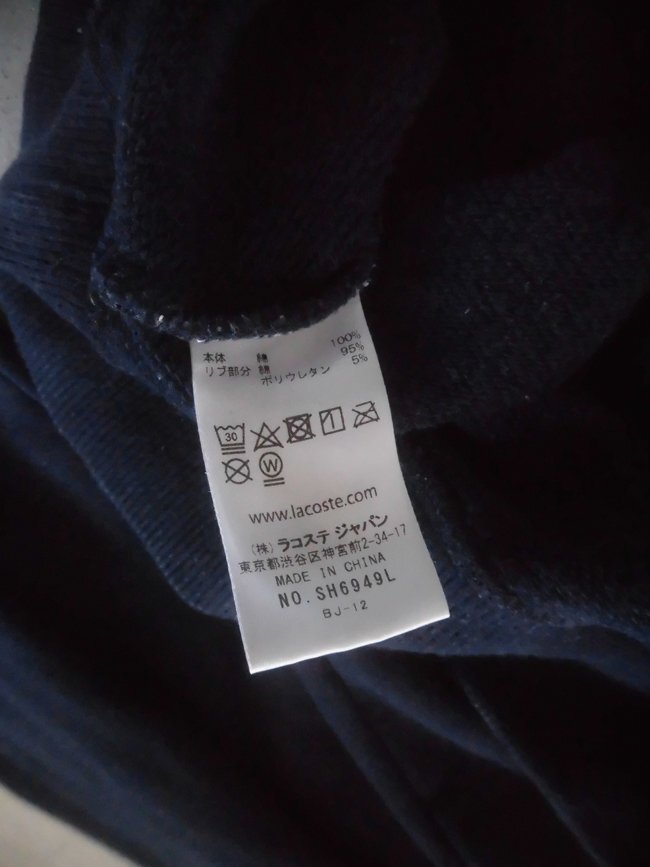 本体 綿 100%
リブ部分 綿 95%
ポリウレタン 5%
30
W
www.lacoste.com
(株) ラコステ ジャパン
東京都渋谷区神宮前2-34-17
MADE IN CHINA
NO. SH6949L
BJ-12